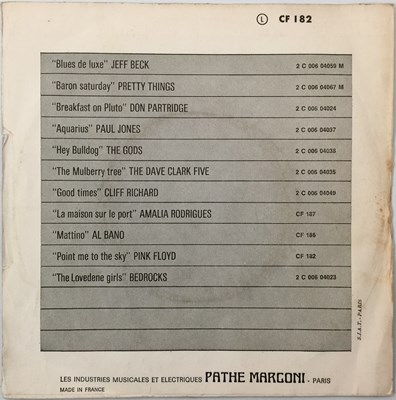 Ⓛ CF 182
"Blues de luxe" JEFF BECK 2 C 006 04050 M
"Baron saturday" PRETTY THINGS 2 C 006 04067 M
"Breakfast on Pluto" DON PARTRIDGE 2 C 006 04024
"Aquarius" PAUL JONES 2 C 006 04037
"Hey Bulldog" THE GODS 2 C 006 04038
"The Mulberry tree" THE DAVE CLARK FIVE 2 C 006 04035
"Good times" CLIFF RICHARD 2 C 006 04049
"La maison sur le port" AMALIA RODRIGUES CF 187
"Mattino" AL BANO CF 186
"Point me to the sky" PINK FLOYD CF 182
"The Lovedene girls" BEDROCKS 2 C 006 04023
LES INDUSTRIES MUSICALES ET ELECTRIQUES PATHE MARCONI - PARIS
MADE IN FRANCE